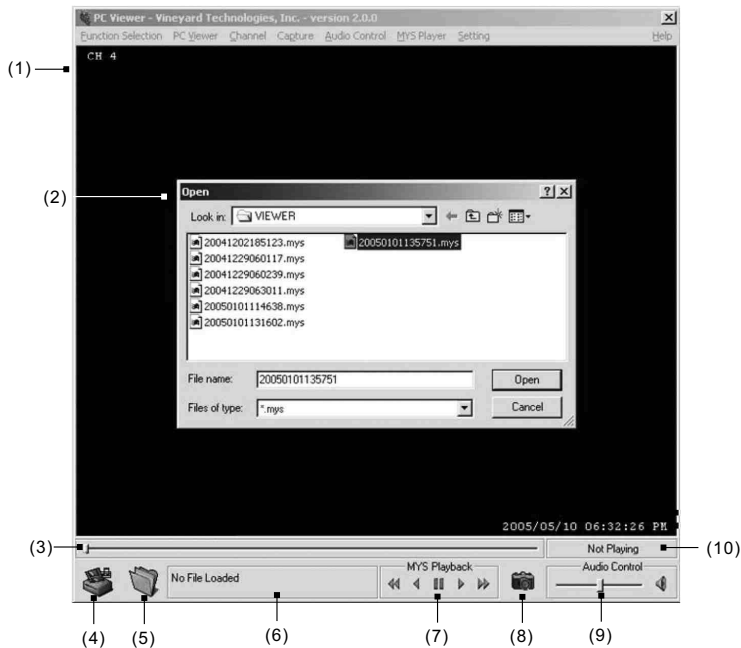 PC Viewer - Vineyard Technologies, Inc. - version 2.0.0
Function Selection PC Viewer Channel Capture Audio Control MYS Player Setting Help
(1)
CH 4
(2)
Open
Look in: VIEWER
20041202185123.mys 20050101135751.mys
20041229060117.mys
20041229060239.mys
20041229063011.mys
20050101114638.mys
20050101131602.mys
File name: 20050101135751 Open
Files of type: *.mys Cancel
2005/05/10 06:32:26 PM
(3) Not Playing (10)
No File Loaded MYS Playback Audio Control
(4) (5) (6) (7) (8) (9)